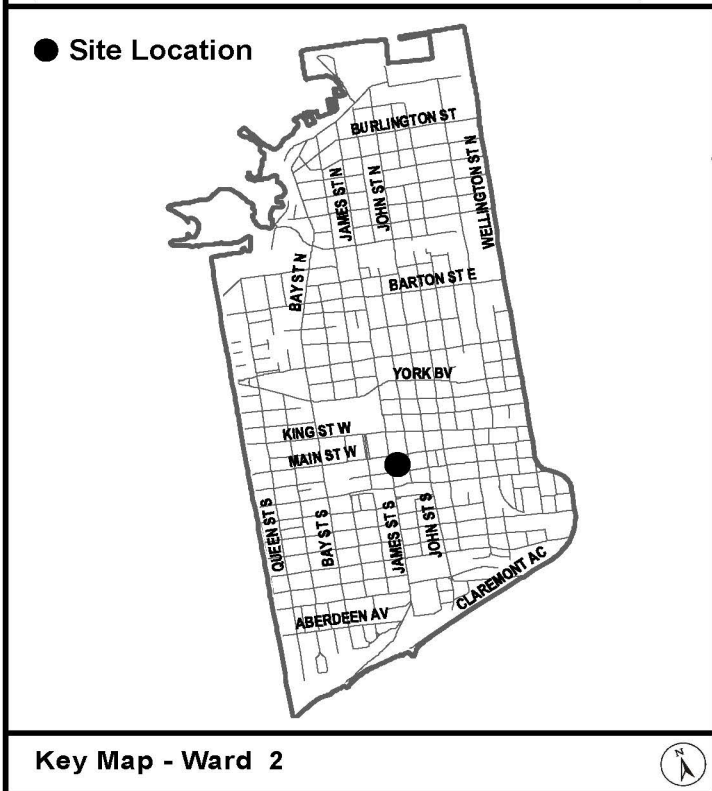 Site Location
BURLINGTON ST
JAMES ST N
JOHN ST N
WELLINGTON ST N
BAY ST N
BARTON ST E
YORK BV
KING ST W
MAIN ST W
QUEEN ST S
BAY ST S
JAMES ST S
JOHN ST S
CLAREMONT AC
ABERDEEN AV
Key Map - Ward 2
N